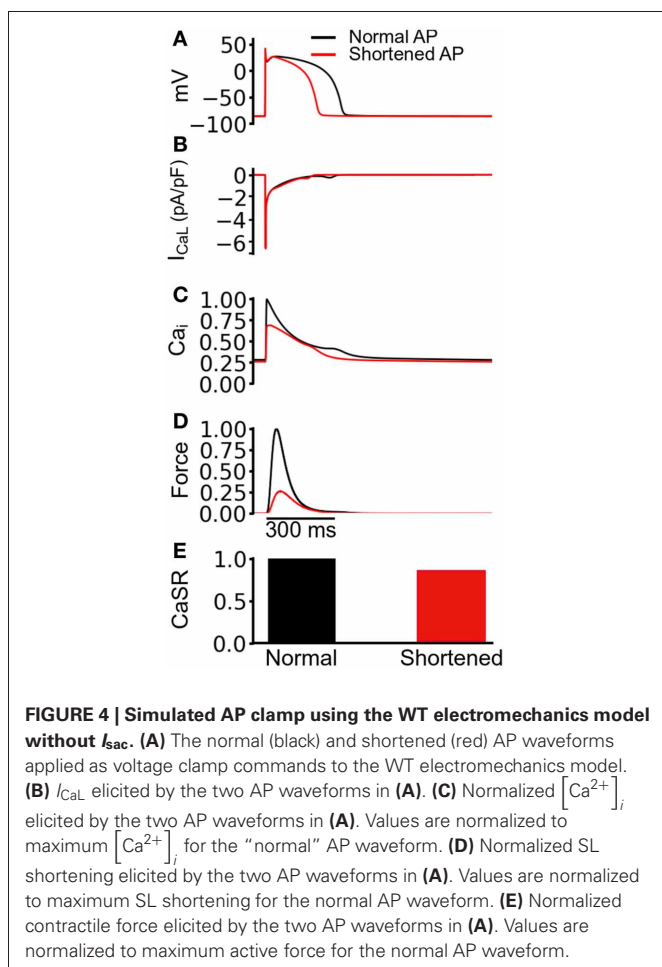 A
Normal AP
Shortened AP
50
0
−50
−100
mV
B
0
−2
−4
−6
I_CaL (pA/pF)
C
1.00
0.75
0.50
0.25
0.00
Ca_i
D
1.00
0.75
0.50
0.25
0.00
Force
300 ms
E
1.0
0.5
0.0
CaSR
Normal Shortened
FIGURE 4 | Simulated AP clamp using the WT electromechanics model
without I_sac. (A) The normal (black) and shortened (red) AP waveforms
applied as voltage clamp commands to the WT electromechanics model.
(B) I_CaL elicited by the two AP waveforms in (A). (C) Normalized [Ca²⁺]_i
elicited by the two AP waveforms in (A). Values are normalized to
maximum [Ca²⁺]_i for the “normal” AP waveform. (D) Normalized SL
shortening elicited by the two AP waveforms in (A). Values are normalized
to maximum SL shortening for the normal AP waveform. (E) Normalized
contractile force elicited by the two AP waveforms in (A). Values are
normalized to maximum active force for the normal AP waveform.